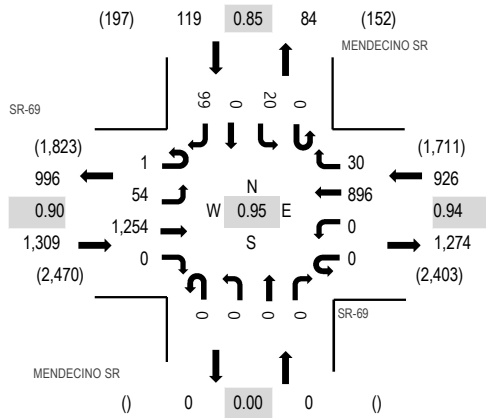 (197) 119 0.85 84 (152)
MENDECINO SR
99 0 20 0
SR-69
(1,823) (1,711)
996 1 30 926
54 896
N
0.90 W 0.95 E 0.94
1,254 0
S
1,309 0 0 1,274
(2,470) (2,403)
0 0 0 0
SR-69
MENDECINO SR
() 0 0.00 0 ()